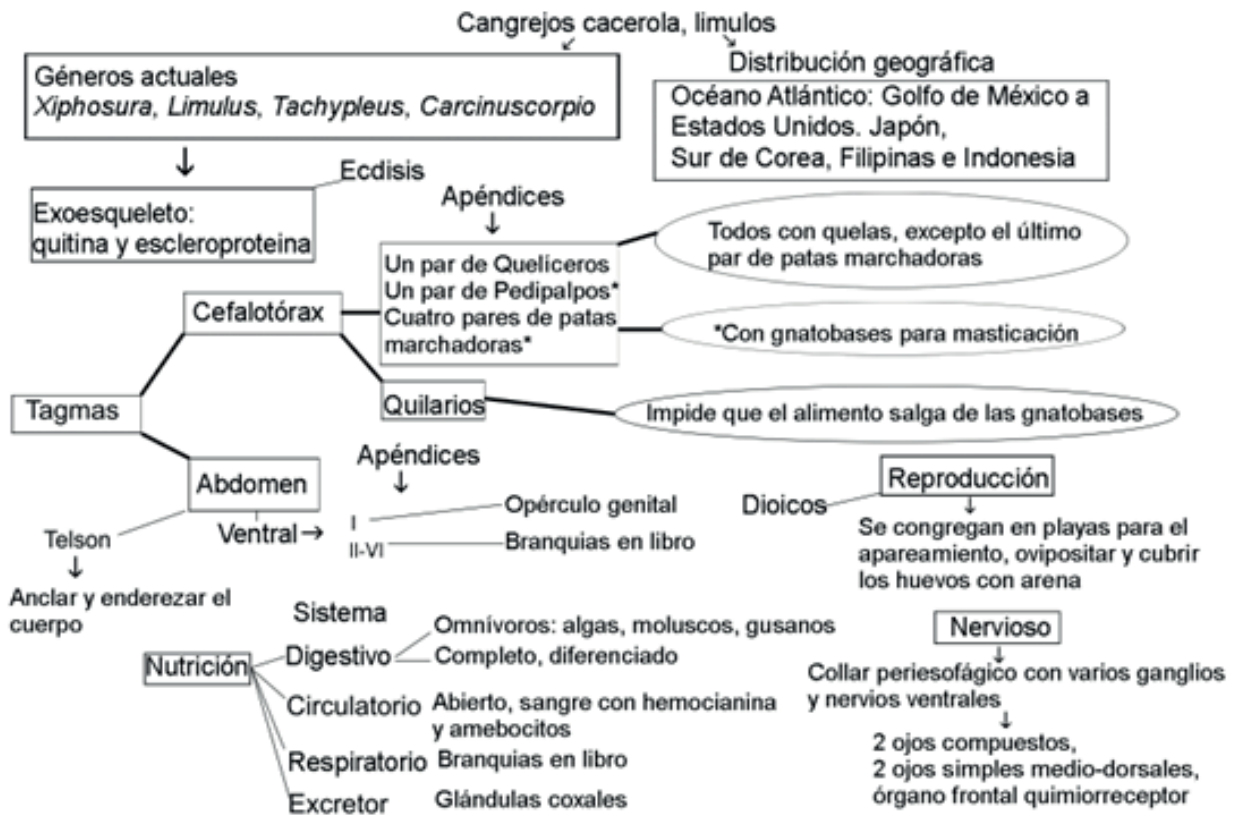 Cangrejos cacerola, limulos
Géneros actuales
Xiphosura, Limulus, Tachypleus, Carcinuscorpio
Distribución geográfica
Océano Atlántico: Golfo de México a
Estados Unidos. Japón,
Sur de Corea, Filipinas e Indonesia
Ecdisis
Exoesqueleto:
quitina y escleroproteina
Apéndices
Un par de Queliceros
Un par de Pedipalpos*
Cuatro pares de patas
marchadoras*
Todos con quelas, excepto el último
par de patas marchadoras
*Con gnatobases para masticación
Cefalotórax
Quilarios
Impide que el alimento salga de las gnatobases
Tagmas
Abdomen
Telson
Anclar y enderezar el
cuerpo
Ventral
Apéndices
I
Opérculo genital
II-VI
Branquias en libro
Reproducción
Dioicos
Se congregan en playas para el
apareamiento, ovipositar y cubrir
los huevos con arena
Sistema
Nutrición
Digestivo
Omnívoros: algas, moluscos, gusanos
Completo, diferenciado
Circulatorio
Abierto, sangre con hemocianina
y amebocitos
Respiratorio
Branquias en libro
Excretor
Glándulas coxales
Nervioso
Collar periesofágico con varios ganglios
y nervios ventrales
2 ojos compuestos,
2 ojos simples medio-dorsales,
órgano frontal quimiorreceptor